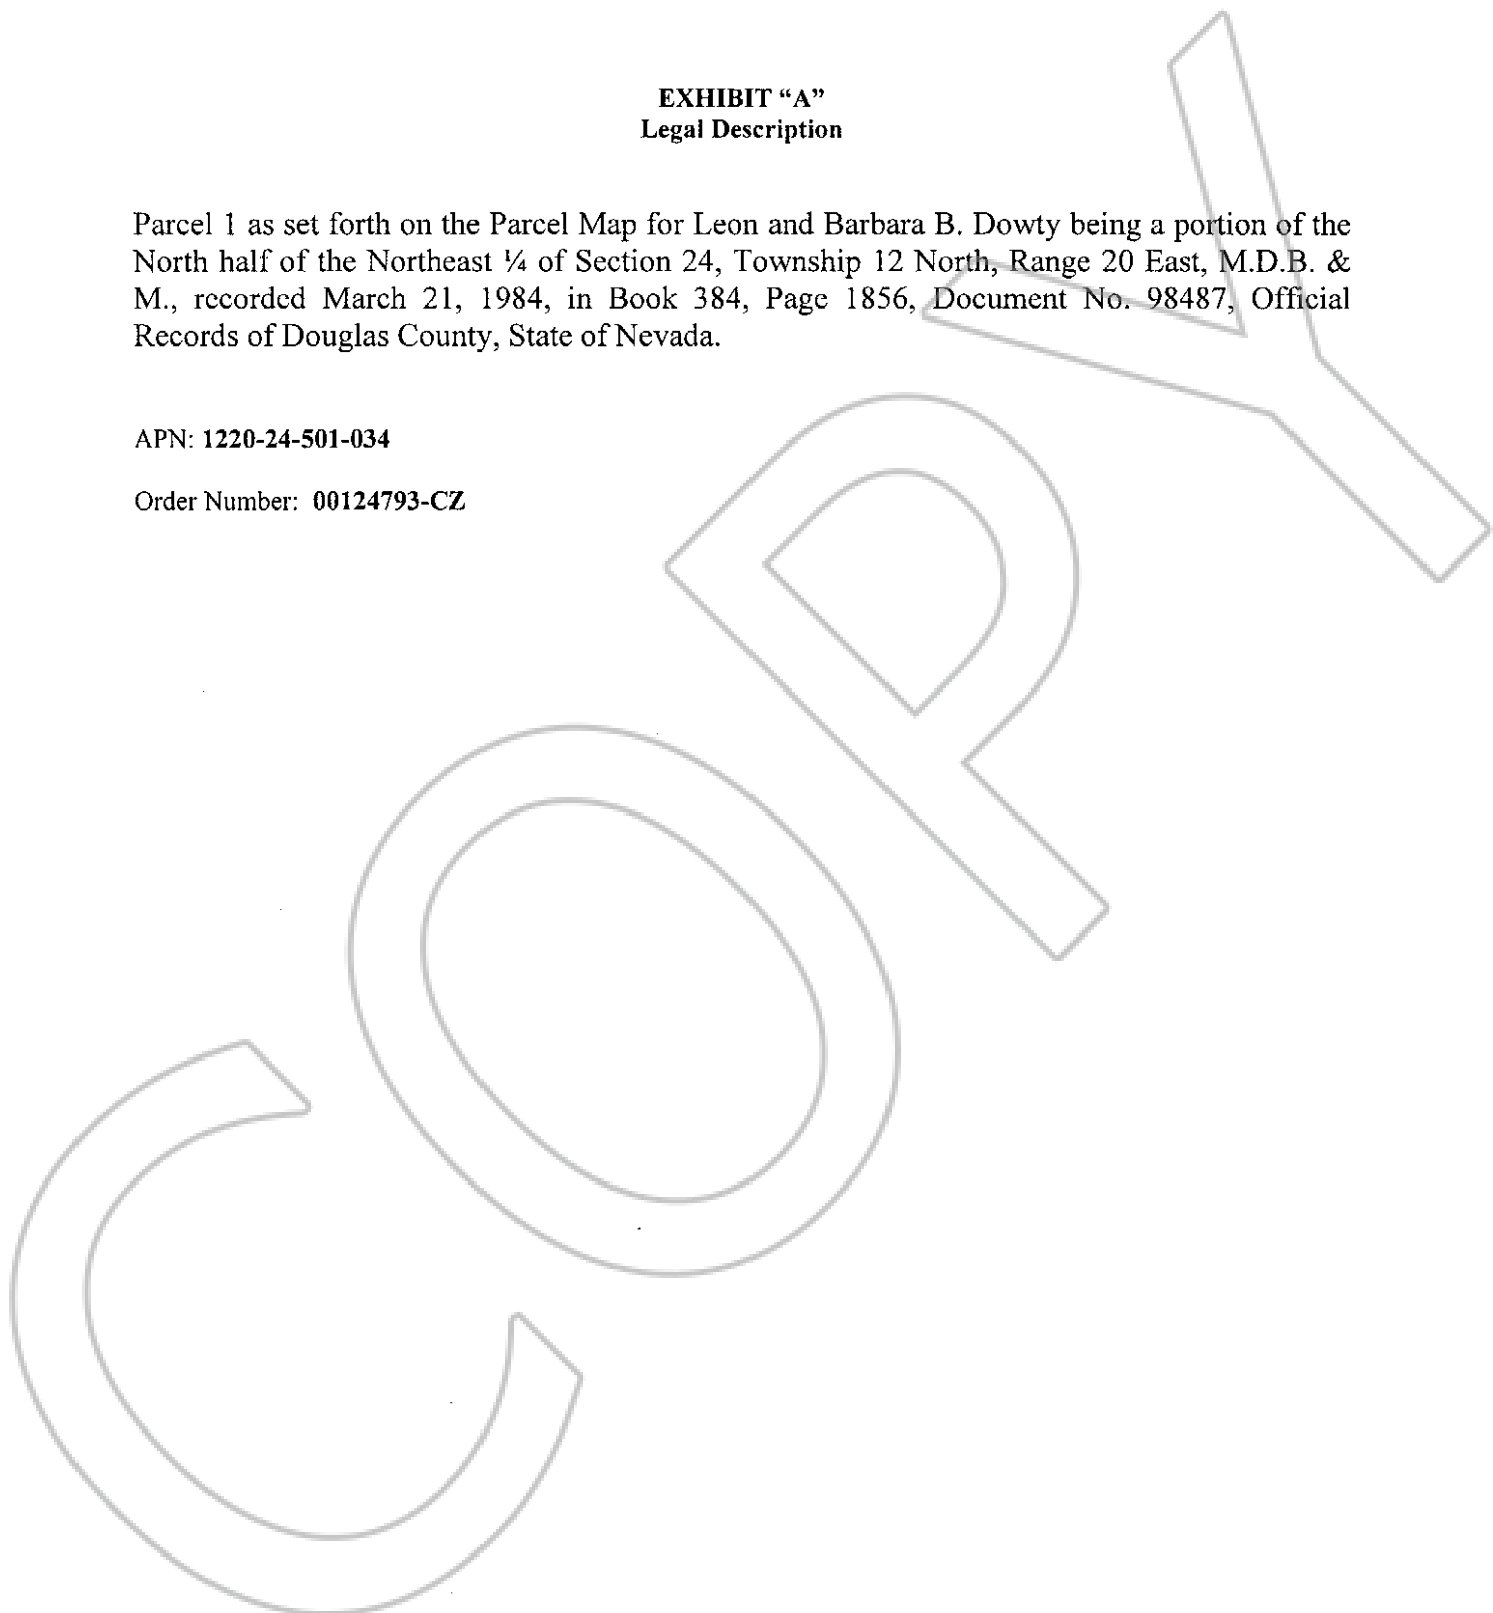 EXHIBIT “A”
Legal Description
Parcel 1 as set forth on the Parcel Map for Leon and Barbara B. Dowty being a portion of the
North half of the Northeast ¼ of Section 24, Township 12 North, Range 20 East, M.D.B. &
M., recorded March 21, 1984, in Book 384, Page 1856, Document No. 98487, Official
Records of Douglas County, State of Nevada.
APN: 1220-24-501-034
Order Number: 00124793-CZ
COPY